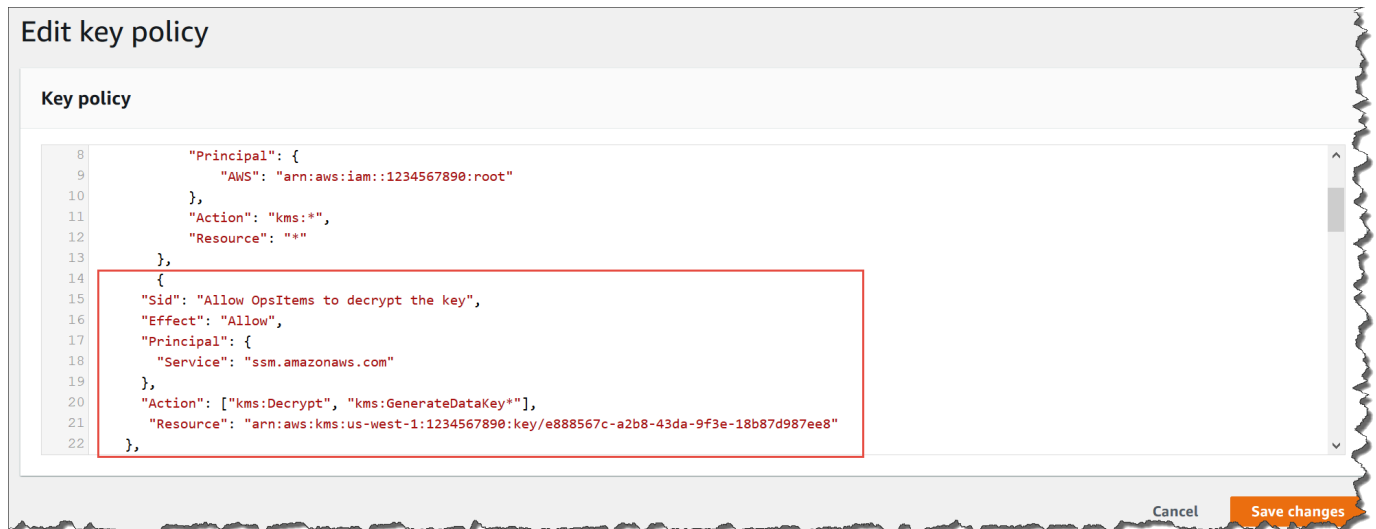 Edit key policy
Key policy
8 "Principal": {
9 "AWS": "arn:aws:iam::1234567890:root"
10 },
11 "Action": "kms:*",
12 "Resource": "*"
13 },
14 {
15 "Sid": "Allow OpsItems to decrypt the key",
16 "Effect": "Allow",
17 "Principal": {
18 "Service": "ssm.amazonaws.com"
19 },
20 "Action": ["kms:Decrypt", "kms:GenerateDataKey*"],
21 "Resource": "arn:aws:kms:us-west-1:1234567890:key/e888567c-a2b8-43da-9f3e-18b87d987ee8"
22 },
Cancel Save changes